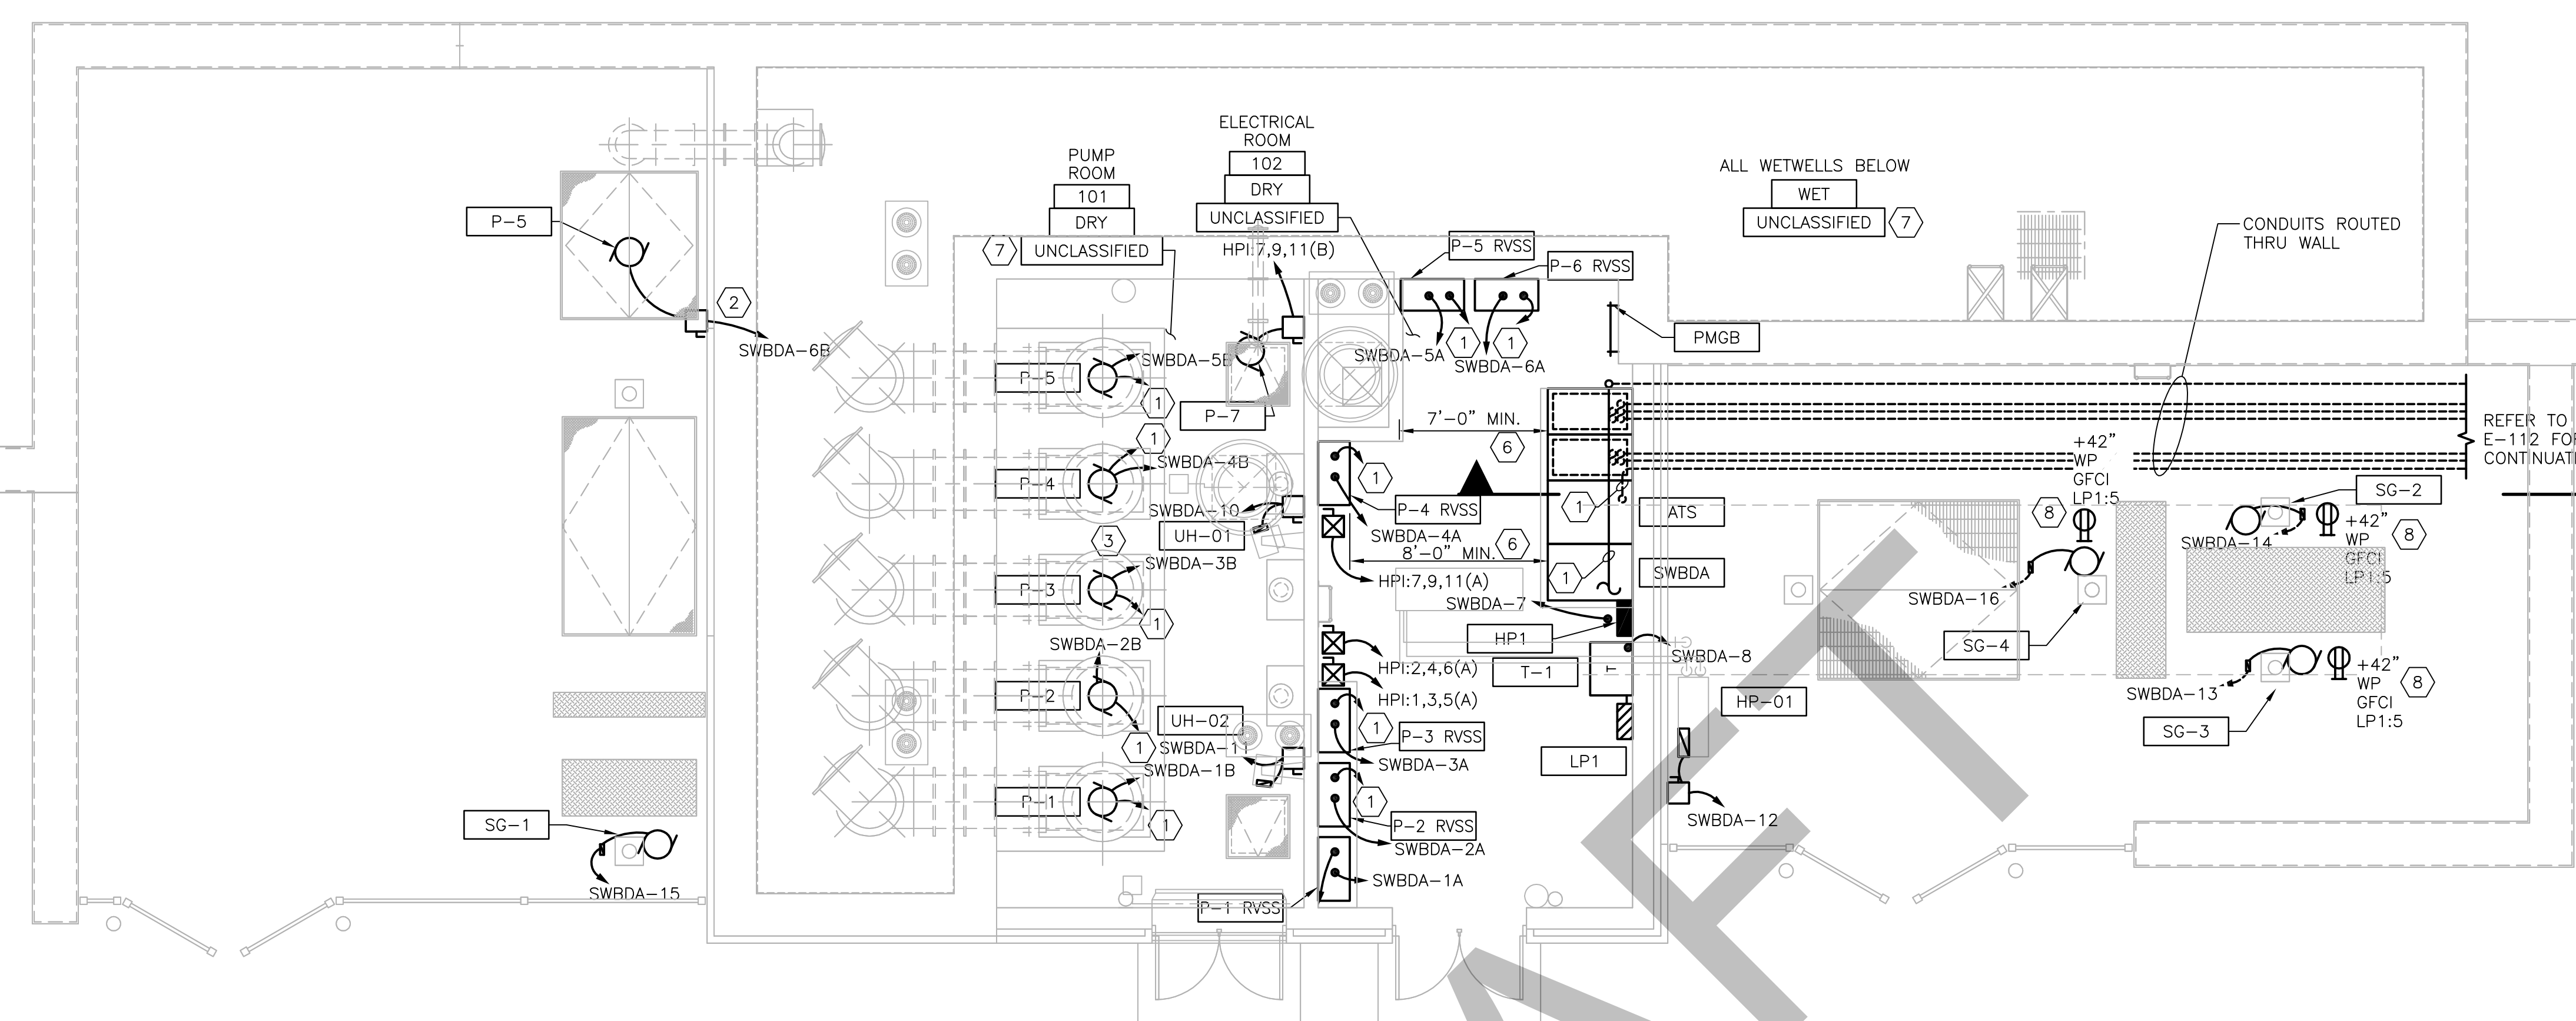 ELECTRICAL
ROOM
102
DRY
UNCLASSIFIED
PUMP
ROOM
101
DRY
7
UNCLASSIFIED
HPI:7,9,11(B)
ALL WETWELLS BELOW
WET
UNCLASSIFIED
7
CONDUITS ROUTED
THRU WALL
P-5
2
SWBDA-6B
P-5 RVSS
P-6 RVSS
PMGB
SWBDA-5A
1
1
SWBDA-6A
P-5
SWBDA-5B
1
P-7
7'-0" MIN.
6
P-4
1
SWBDA-4B
1
P-4 RVSS
SWBDA-4A
8'-0" MIN.
6
SWBDA-10
UH-01
3
P-3
SWBDA-3B
1
HPI:7,9,11(A)
1
ATS
1
SWBDA
SWBDA-7
HP1
T-1
T
SWBDA-8
HPI:2,4,6(A)
HPI:1,3,5(A)
SWBDA-2B
P-2
1
UH-02
SWBDA-11
1
P-3 RVSS
SWBDA-3A
LP1
HP-01
SWBDA-12
P-1
SWBDA-1B
1
1
P-2 RVSS
SWBDA-2A
SWBDA-1A
P-1 RVSS
SG-1
SWBDA-15
REFER TO
E-112
CONTINUATI
+42"
WP
GFCI
LP1:5
8
SG-2
SWBDA-14
+42"
WP
GFCI
LP1:5
8
SWBDA-16
SG-4
SWBDA-13
SG-3
+42"
WP
GFCI
LP1:5
8